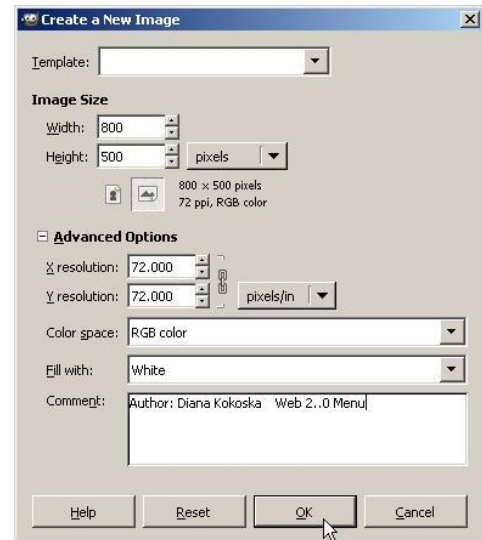 Create a New Image
Template:
Image Size
Width: 800
Height: 500 pixels
800 × 500 pixels
72 ppi, RGB color
Advanced Options
X resolution: 72.000
Y resolution: 72.000 pixels/in
Color space: RGB color
Fill with: White
Comment: Author: Diana Kokoska Web 2..0 Menu
Help Reset OK Cancel